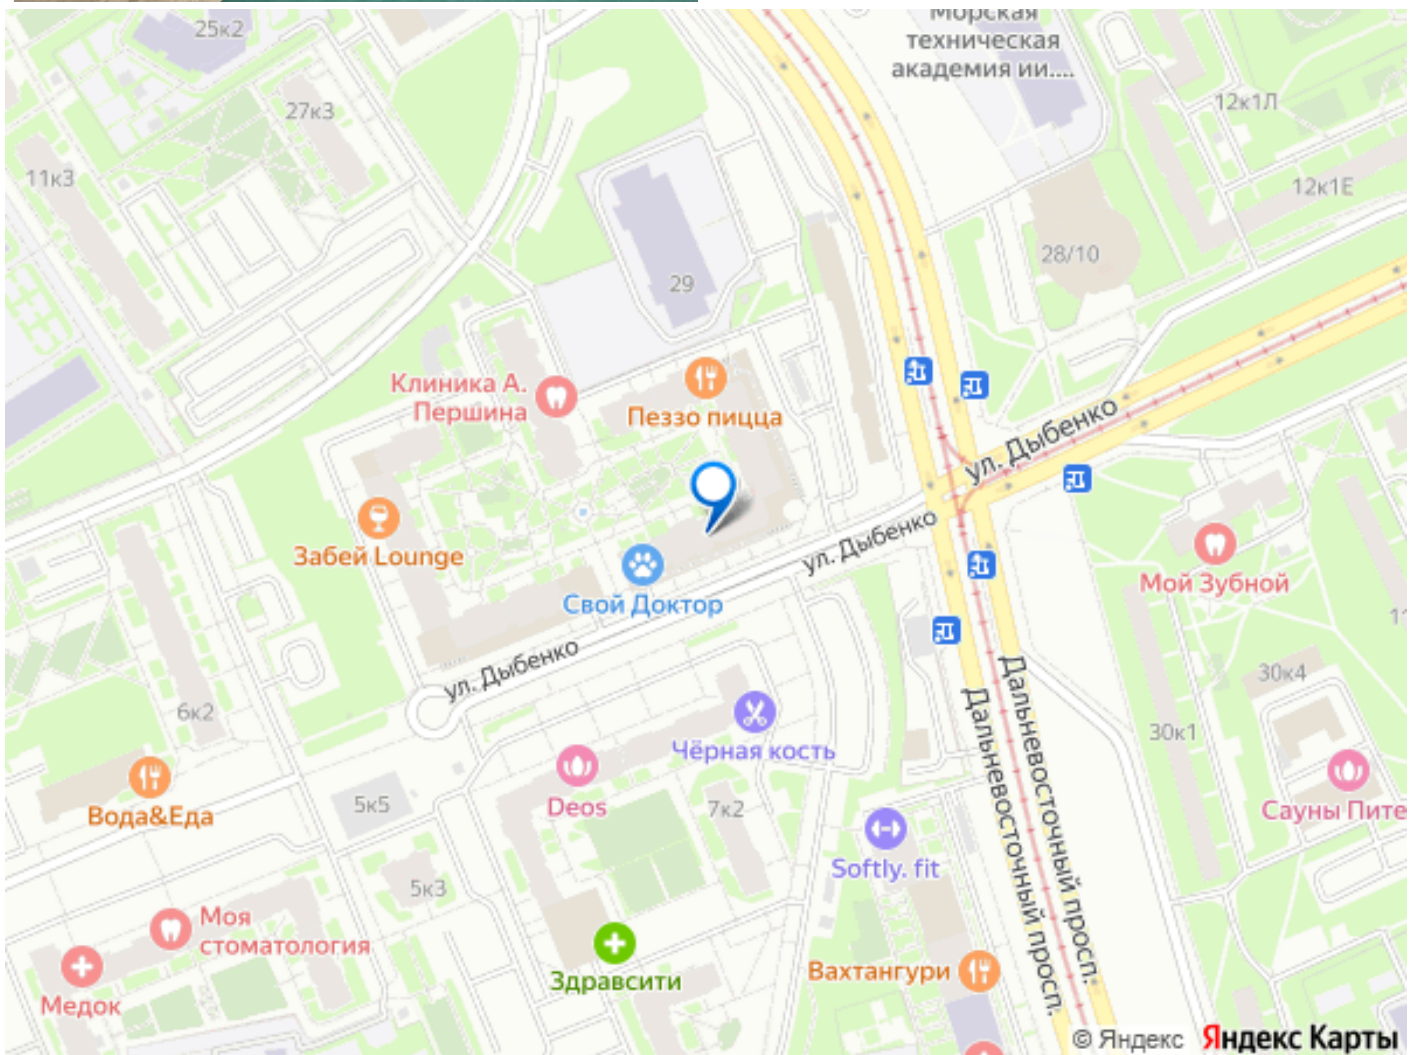 25к2
Морская
техническая
академия ии....
27к3
12к1Л
11к3
12к1Е
28/10
29
Клиника А.
Першина
Пеззо пицца
ул. Дыбенко
Забей Lounge
ул. Дыбенко
Мой Зубной
Свой Доктор
ул. Дыбенко
30к4
6к2
30к1
Чёрная кость
Дальневосточный просп.
Дальневосточный просп.
Вода&Еда
5к5
Deos
7к2
Сауны Пите
Softly. fit
5к3
Моя
стоматология
Здравсити
Вахтангури
Медок
© Яндекс Яндекс Карты